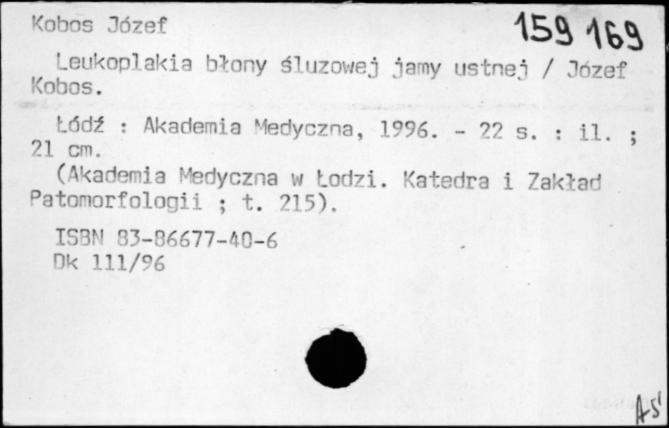 Kobos Józef
159 169
Leukoplakia błony śluzowej jamy ustnej / Józef
Kobos.
Łódź : Akademia Medyczna, 1996. - 22 s. : il. ;
21 cm.
(Akademia Medyczna w Łodzi. Katedra i Zakład
Patomorfologii ; t. 215).
ISBN 83-86677-40-6
Dk 111/96